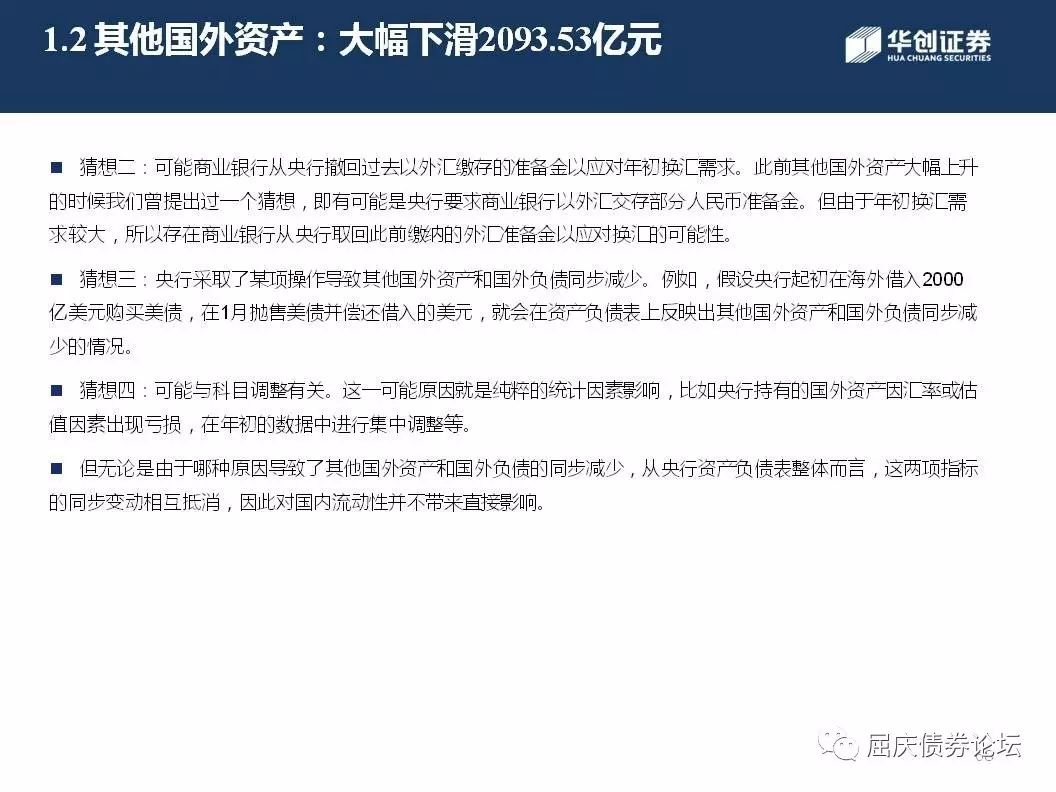 1.2 其他国外资产：大幅下滑2093.53亿元
华创证券
HUA CHUANG SECURITIES
■ 猜想二：可能商业银行从央行撤回过去以外汇缴存的准备金以应对年初换汇需求。此前其他国外资产大幅上升
的时候我们曾提出过一个猜想，即有可能是央行要求商业银行以外汇交存部分人民币准备金。但由于年初换汇需
求较大，所以存在商业银行从央行取回此前缴纳的外汇准备金以应对换汇的可能性。
■ 猜想三：央行采取了某项操作导致其他国外资产和国外负债同步减少。例如，假设央行起初在海外借入2000
亿美元购买美债，在1月抛售美债并偿还借入的美元，就会在资产负债表上反映出其他国外资产和国外负债同步减
少的情况。
■ 猜想四：可能与科目调整有关。这一可能原因就是纯粹的统计因素影响，比如央行持有的国外资产因汇率或估
值因素出现亏损，在年初的数据中进行集中调整等。
■ 但无论是由于哪种原因导致了其他国外资产和国外负债的同步减少，从央行资产负债表整体而言，这两项指标
的同步变动相互抵消，因此对国内流动性并不带来直接影响。
屈庆债券论坛